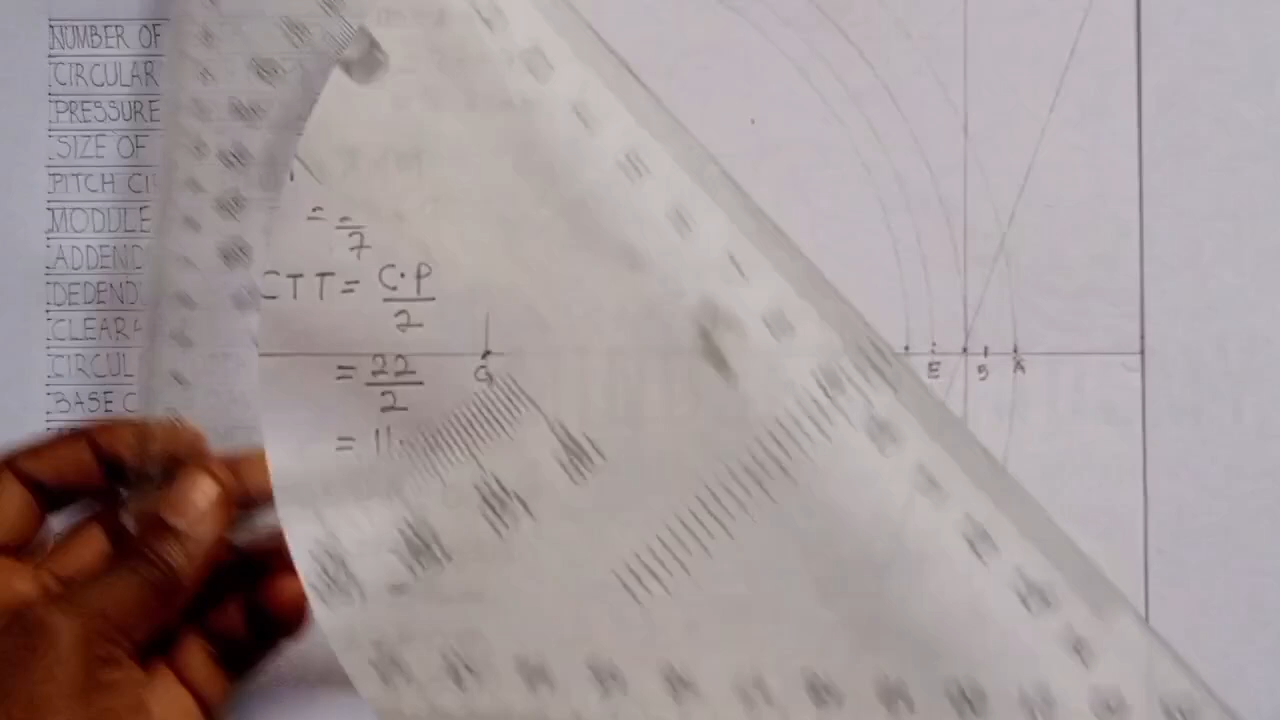 NUMBER OF
CIRCULAR
PRESSURE
SIZE OF
PITCH CI
MODULE
ADDEND
DEDEND
CLEAR
CIRCUL
BASE C
= /7
CTT = C.P/2
= 22/2
= 11
G
E B A